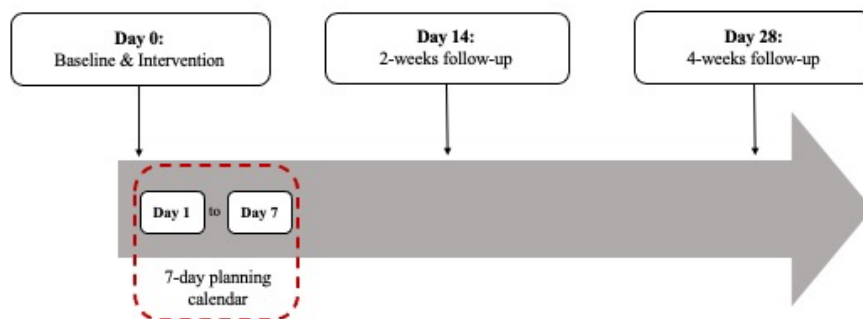 Day 0:
Baseline & Intervention
Day 14:
2-weeks follow-up
Day 28:
4-weeks follow-up
Day 1 to Day 7
7-day planning
calendar